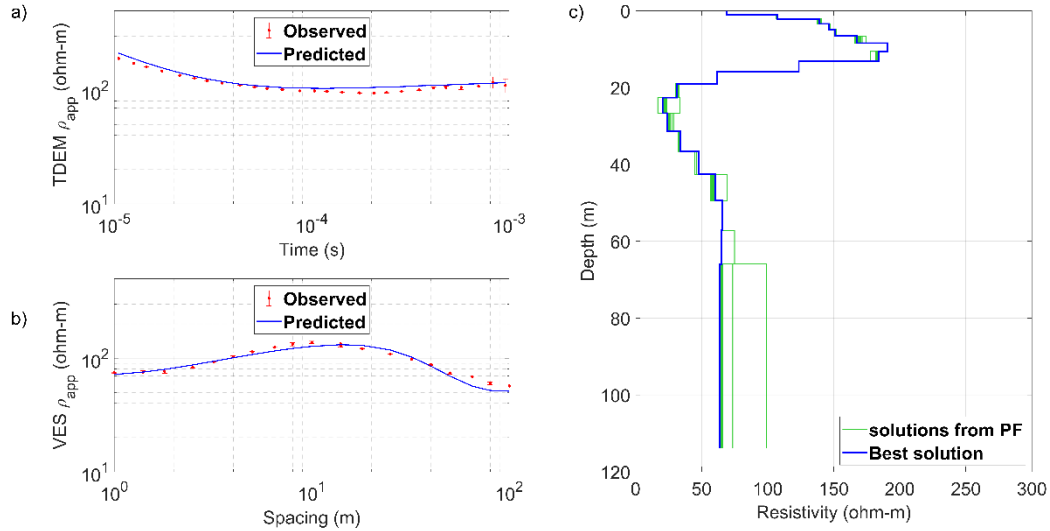 a)
TDEM ρapp (ohm-m)
10^2
10^1
Observed
Predicted
10^-5
10^-4
10^-3
Time (s)
b)
VES ρapp (ohm-m)
10^2
10^1
Observed
Predicted
10^0
10^1
10^2
Spacing (m)
c)
Depth (m)
0
20
40
60
80
100
120
solutions from PF
Best solution
0
50
100
150
200
250
300
Resistivity (ohm-m)